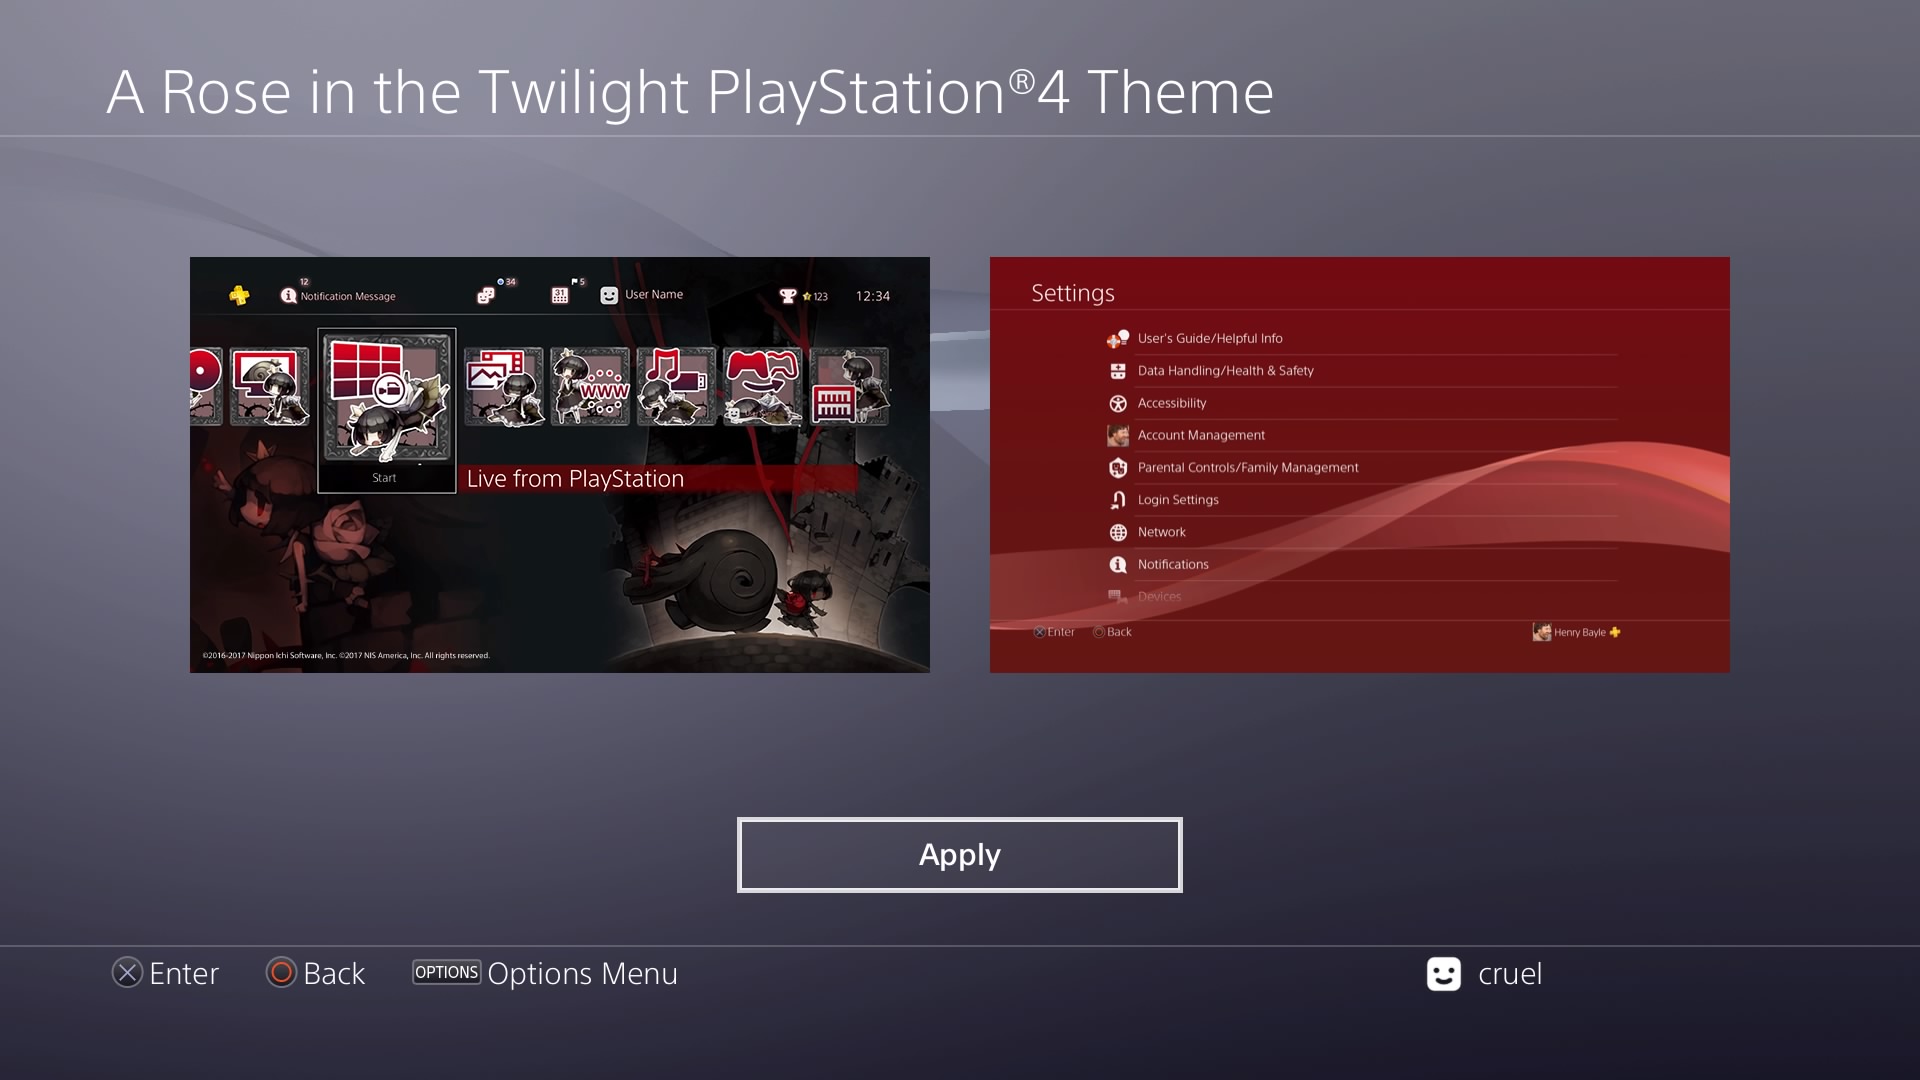 A Rose in the Twilight PlayStation®4 Theme
12
Notification Message
34
31
5
User Name
123
12:34
www
Start
Live from PlayStation
©2016-2017 Nippon Ichi Software, Inc. ©2017 NIS America, Inc. All rights reserved.
Settings
User's Guide/Helpful Info
Data Handling/Health & Safety
Accessibility
Account Management
Parental Controls/Family Management
Login Settings
Network
Notifications
Devices
Enter
Back
Henry Bayle
Apply
Enter
Back
OPTIONS Options Menu
cruel